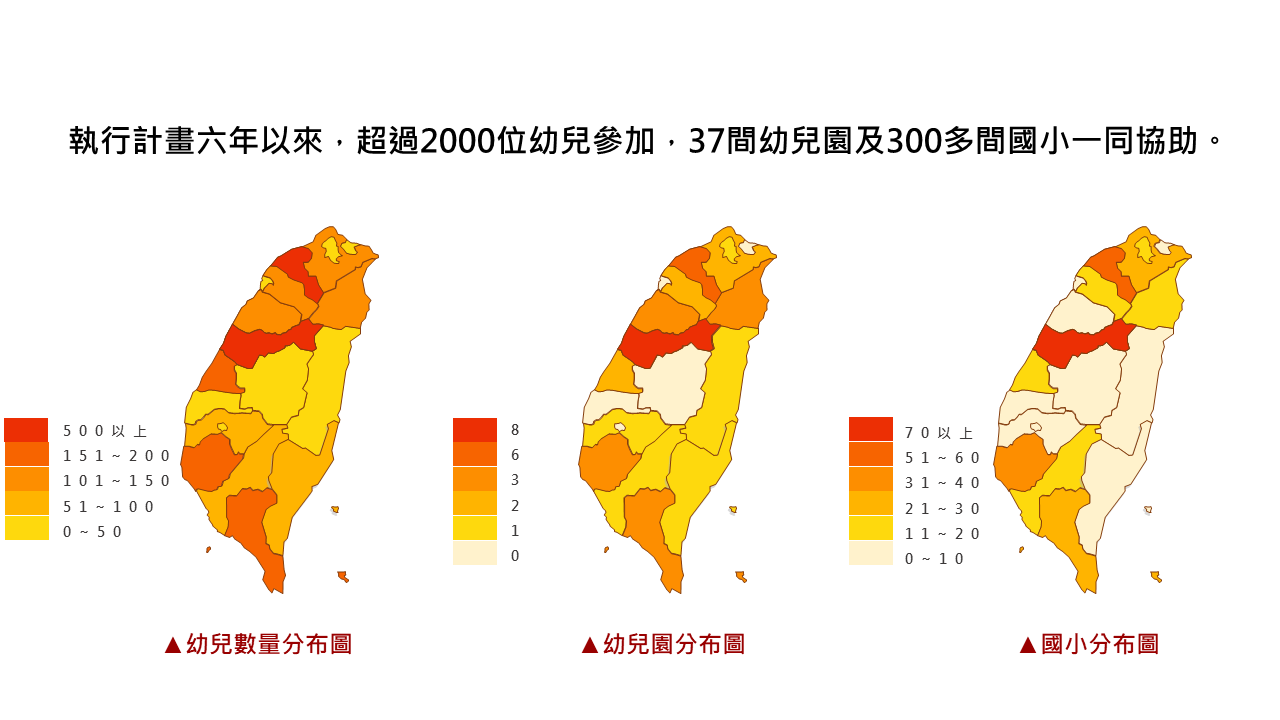 執行計畫六年以來，超過2000位幼兒參加，37間幼兒園及300多間國小一同協助。
500以上
151~200
101~150
51~100
0~50
8
6
3
2
1
0
70以上
51~60
31~40
21~30
11~20
0~10
▲幼兒數量分布圖
▲幼兒園分布圖
▲國小分布圖